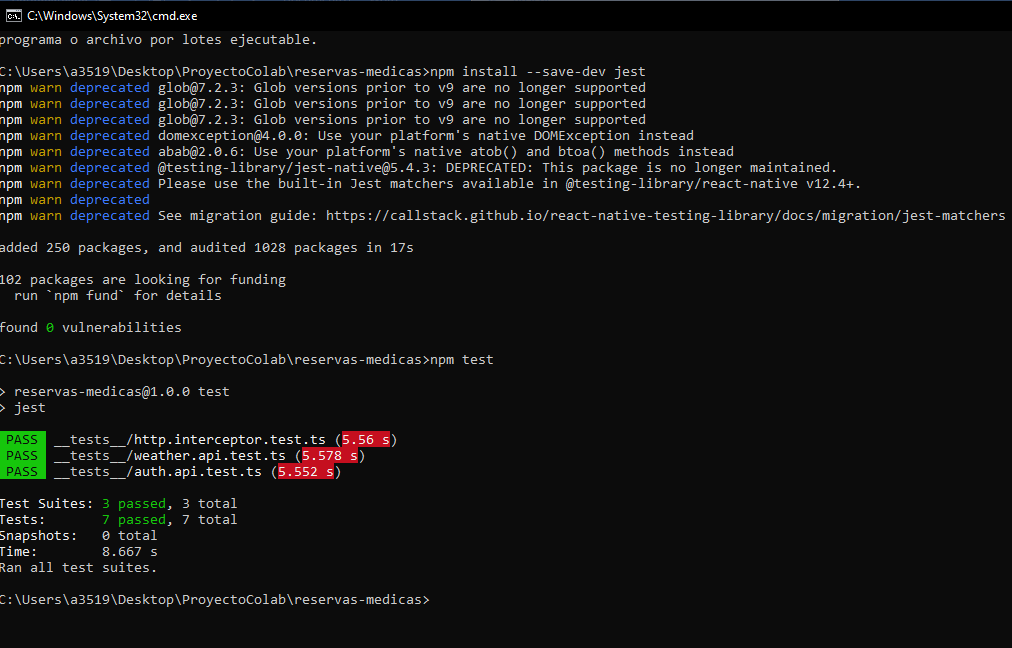 C:\Windows\System32\cmd.exe
programa o archivo por lotes ejecutable.
C:\Users\a3519\Desktop\ProyectoColab\reservas-medicas>npm install --save-dev jest
npm warn deprecated glob@7.2.3: Glob versions prior to v9 are no longer supported
npm warn deprecated glob@7.2.3: Glob versions prior to v9 are no longer supported
npm warn deprecated glob@7.2.3: Glob versions prior to v9 are no longer supported
npm warn deprecated domexception@4.0.0: Use your platform's native DOMException instead
npm warn deprecated abab@2.0.6: Use your platform's native atob() and btoa() methods instead
npm warn deprecated @testing-library/jest-native@5.4.3: DEPRECATED: This package is no longer maintained.
npm warn deprecated Please use the built-in Jest matchers available in @testing-library/react-native v12.4+.
npm warn deprecated
npm warn deprecated See migration guide: https://callstack.github.io/react-native-testing-library/docs/migration/jest-matchers
added 250 packages, and audited 1028 packages in 17s
102 packages are looking for funding
  run `npm fund` for details
found 0 vulnerabilities
C:\Users\a3519\Desktop\ProyectoColab\reservas-medicas>npm test
> reservas-medicas@1.0.0 test
> jest
PASS __tests__/http.interceptor.test.ts (5.56 s)
PASS __tests__/weather.api.test.ts (5.578 s)
PASS __tests__/auth.api.test.ts (5.552 s)
Test Suites: 3 passed, 3 total
Tests:       7 passed, 7 total
Snapshots:   0 total
Time:        8.667 s
Ran all test suites.
C:\Users\a3519\Desktop\ProyectoColab\reservas-medicas>